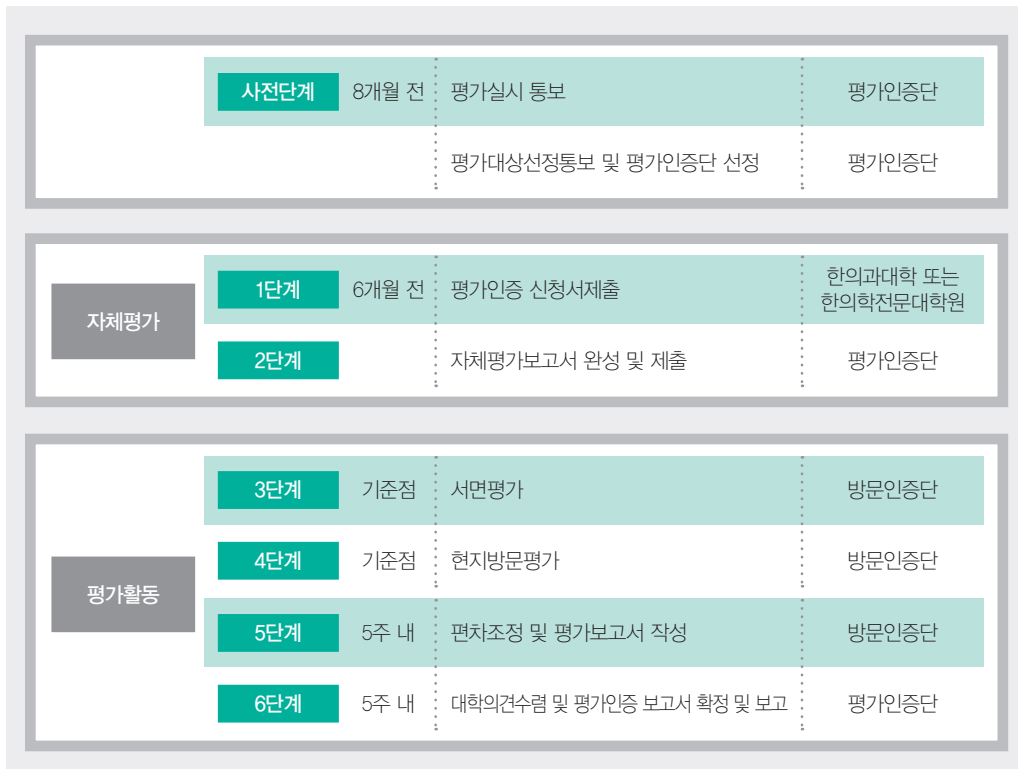 사전단계 8개월 전 평가실시 통보 평가인증단
평가대상선정통보 및 평가인증단 선정 평가인증단
자체평가
1단계 6개월 전 평가인증 신청서제출 한의과대학 또는
한의학전문대학원
2단계 자체평가보고서 완성 및 제출 평가인증단
평가활동
3단계 기준점 서면평가 방문인증단
4단계 기준점 현지방문평가 방문인증단
5단계 5주 내 편차조정 및 평가보고서 작성 방문인증단
6단계 5주 내 대학의견수렴 및 평가인증 보고서 확정 및 보고 평가인증단